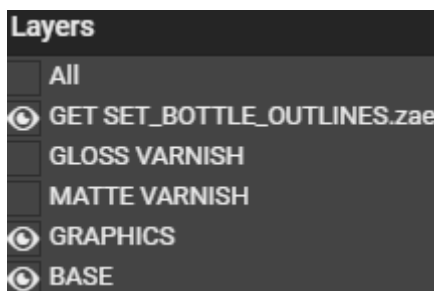 Layers
All
GET SET_BOTTLE_OUTLINES.zae
GLOSS VARNISH
MATTE VARNISH
GRAPHICS
BASE